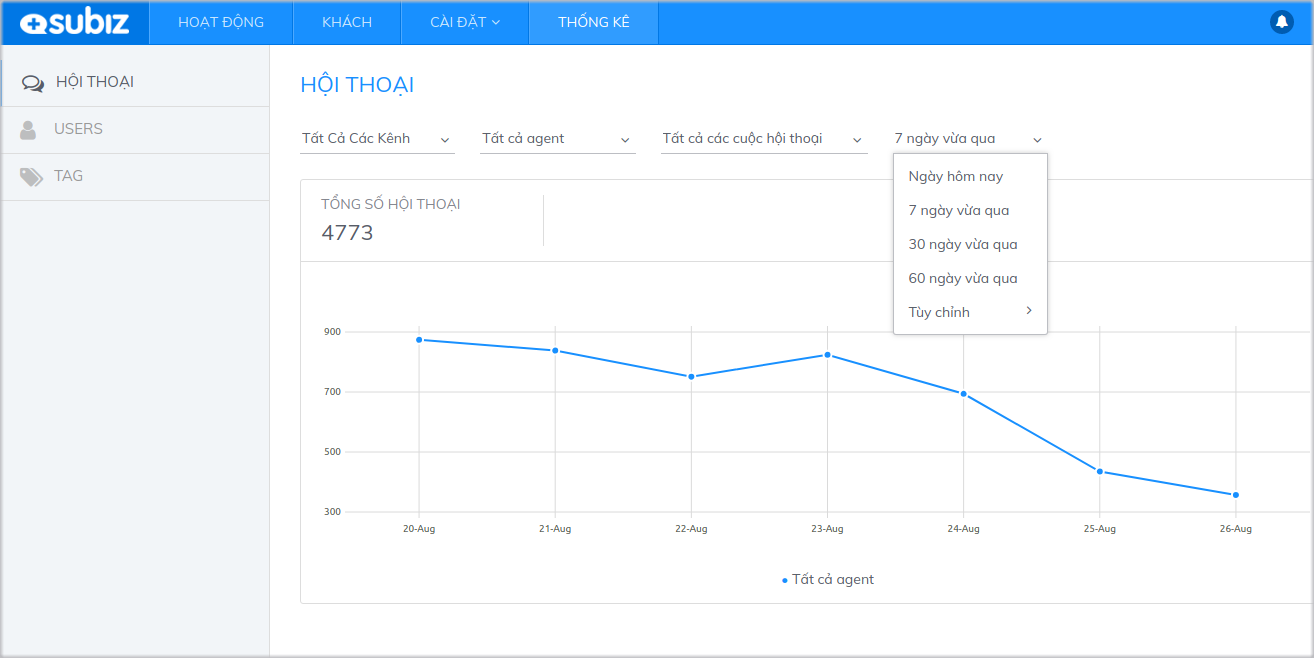 subiz
HOẠT ĐỘNG
KHÁCH
CÀI ĐẶT
THỐNG KÊ
HỘI THOẠI
USERS
TAG
HỘI THOẠI
Tất Cả Các Kênh
Tất cả agent
Tất cả các cuộc hội thoại
7 ngày vừa qua
Ngày hôm nay
7 ngày vừa qua
30 ngày vừa qua
60 ngày vừa qua
Tùy chỉnh
TỔNG SỐ HỘI THOẠI
4773
900
700
500
300
20-Aug
21-Aug
22-Aug
23-Aug
24-Aug
25-Aug
26-Aug
Tất cả agent